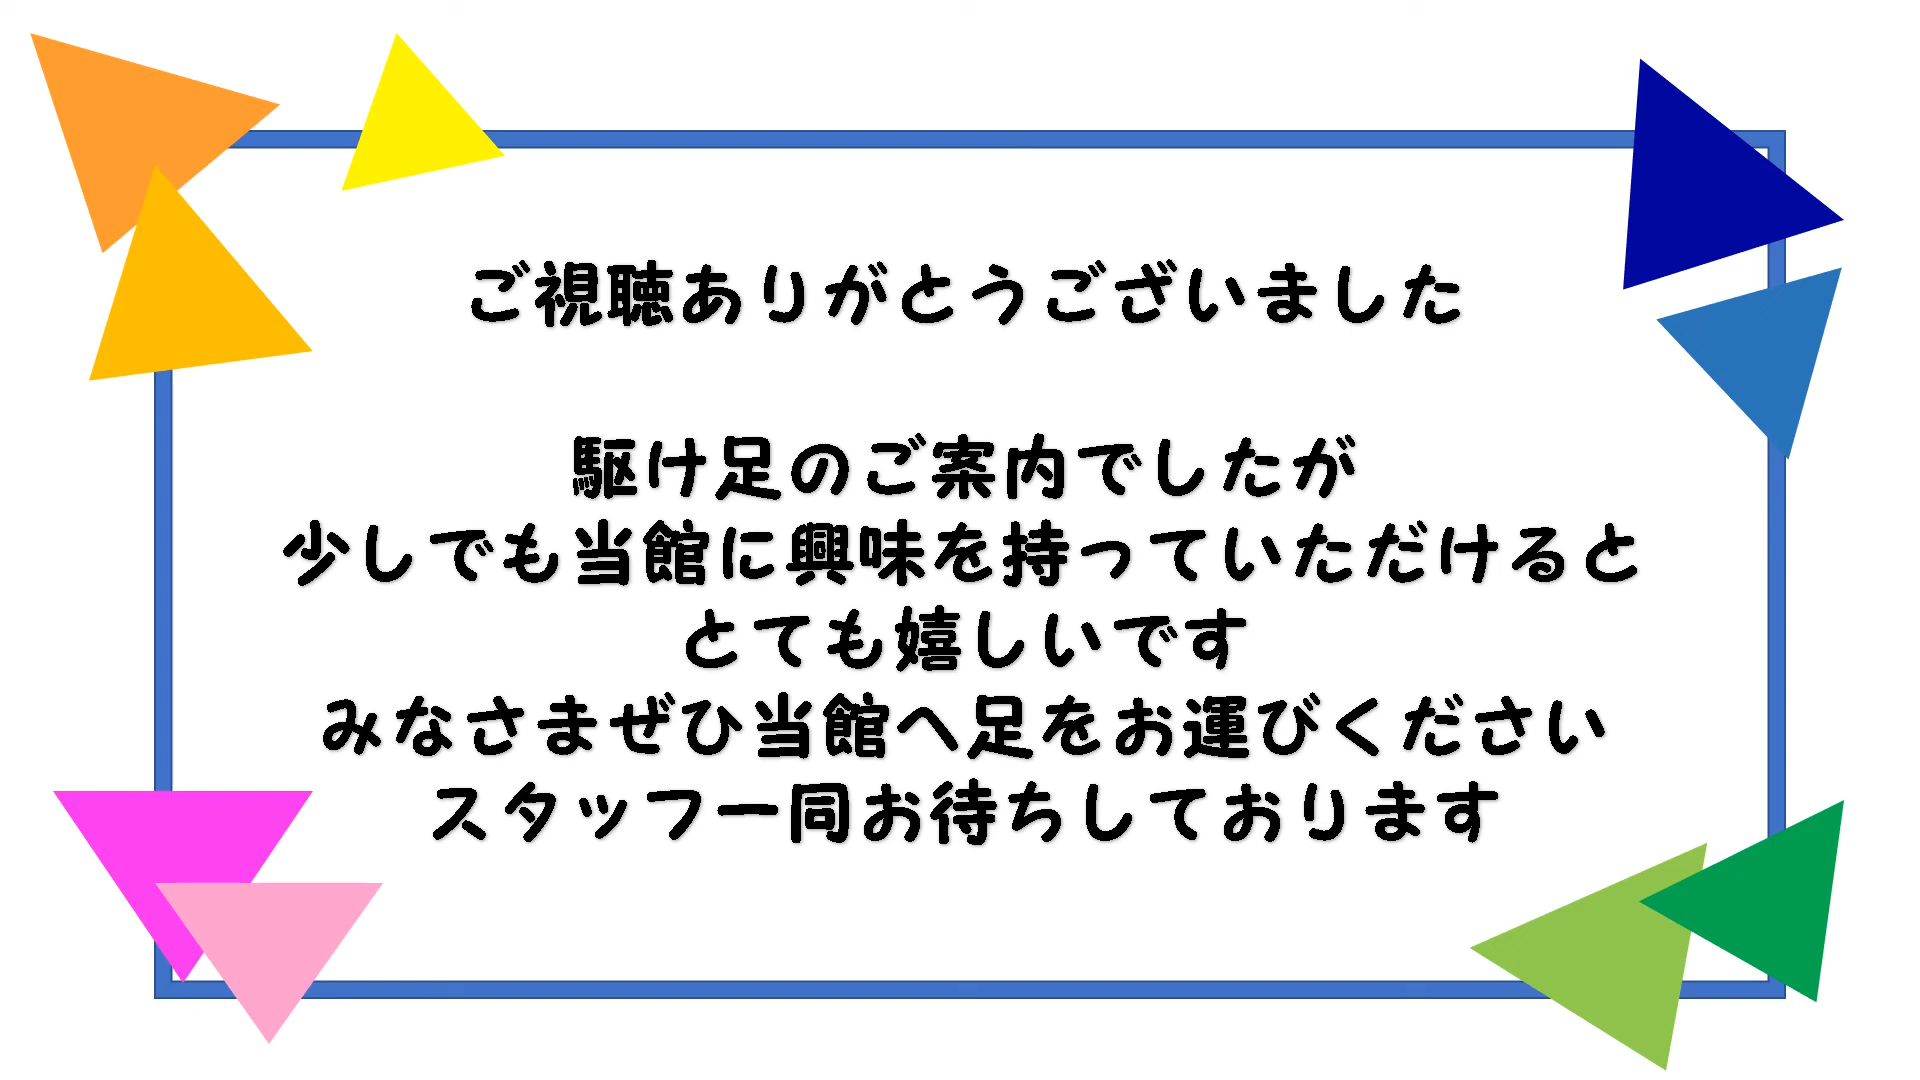 ご視聴ありがとうございました
駆け足のご案内でしたが
少しでも当館に興味を持っていただけると
とても嬉しいです
みなさまぜひ当館へ足をお運びください
スタッフ一同お待ちしております